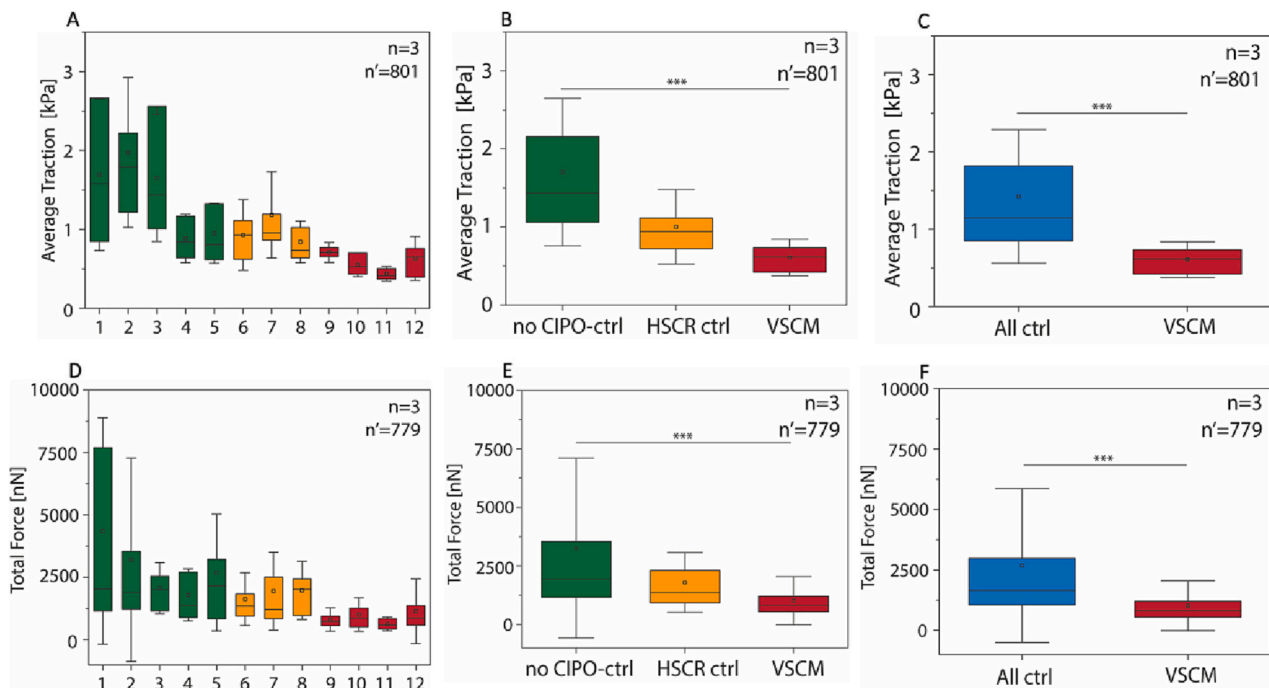 A
n=3
n'=801
Average Traction [kPa]
3
2
1
0
1 2 3 4 5 6 7 8 9 10 11 12
B
n=3
n'=801
***
Average Traction [kPa]
3
2
1
0
no CIPO-ctrl HSCR ctrl VSCM
C
n=3
n'=801
***
Average Traction [kPa]
3
2
1
0
All ctrl VSCM
D
n=3
n'=779
Total Force [nN]
10000
7500
5000
2500
0
1 2 3 4 5 6 7 8 9 10 11 12
E
n=3
n'=779
***
Total Force [nN]
10000
7500
5000
2500
0
no CIPO-ctrl HSCR ctrl VSCM
F
n=3
n'=779
***
Total Force [nN]
10000
7500
5000
2500
0
All ctrl VSCM